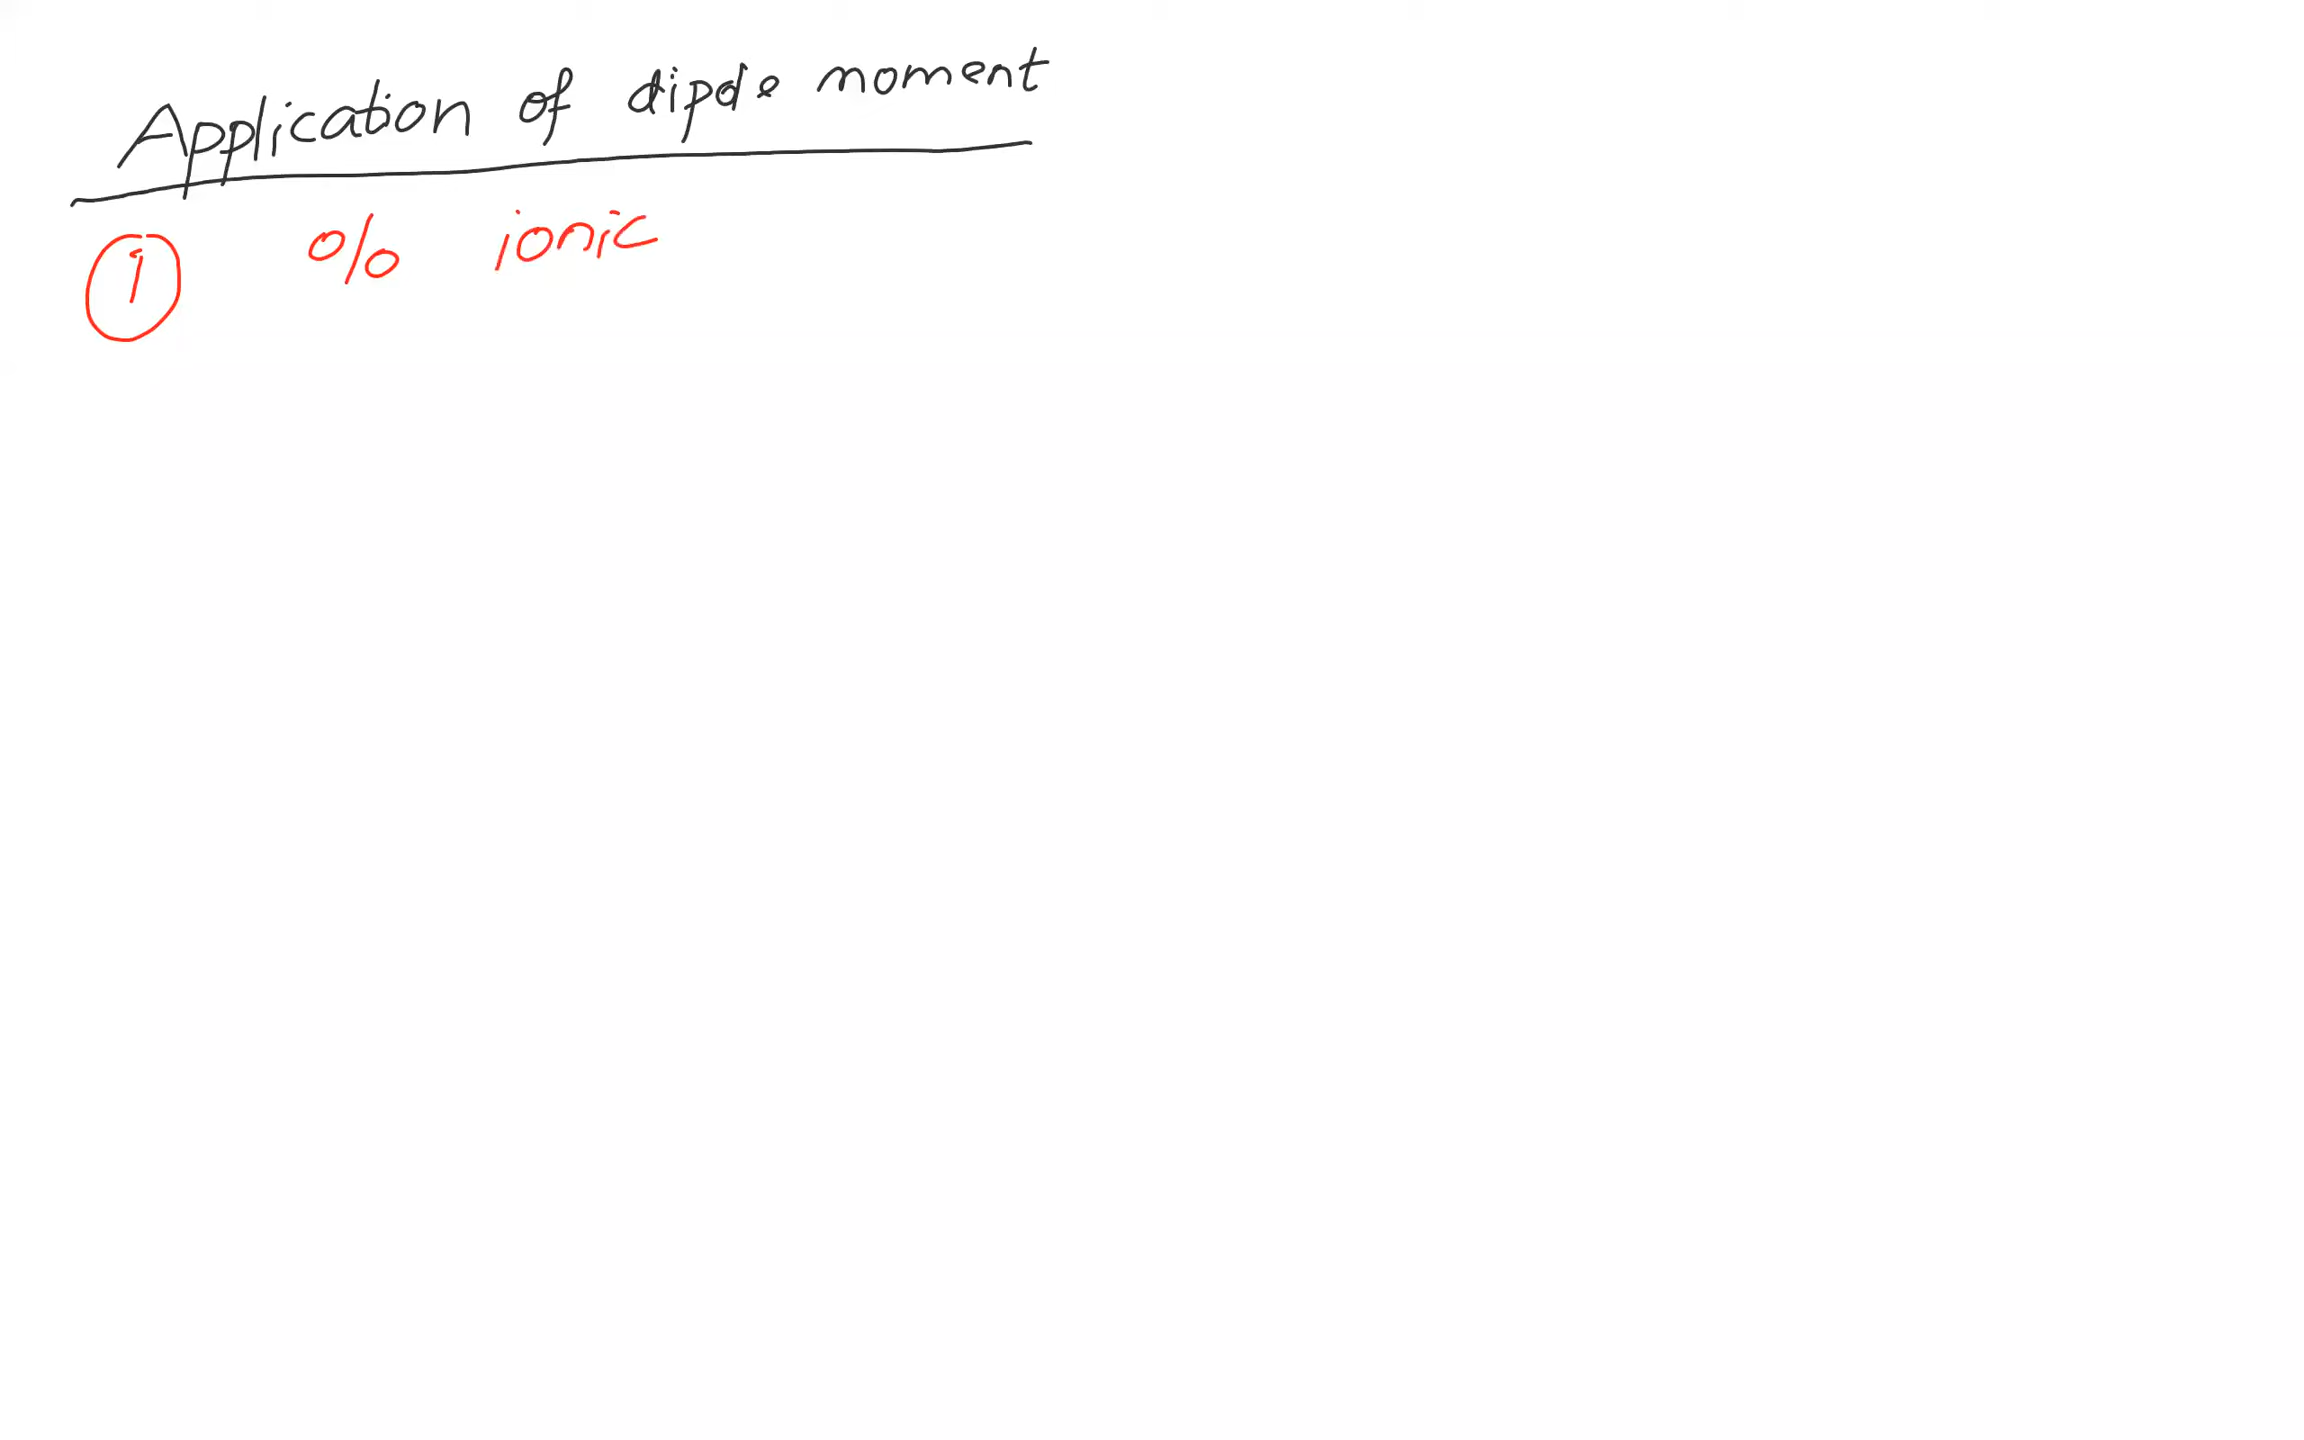 Application of dipole moment
① % ionic